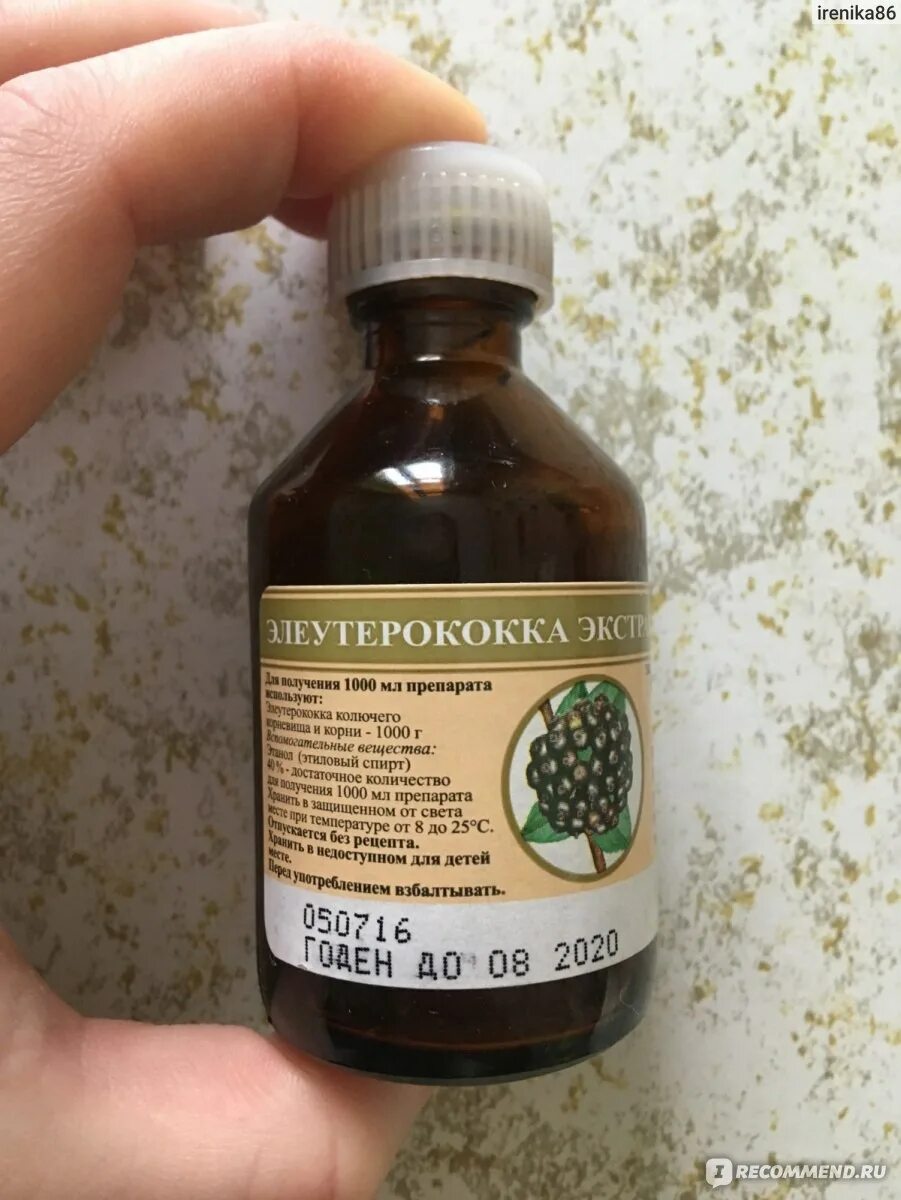 irenika86
ЭЛЕУТЕРОКОККА ЭКСТР
Для получения 1000 мл препарата
используют:
Элеутерококка колючего
корневища и корни - 1000 г
Вспомогательные вещества:
Этанол (этиловый спирт)
40% - достаточное количество
для получения 1000 мл препарата
Хранить в защищенном от света
месте при температуре от 8 до 25°С.
Отпускается без рецепта.
Хранить в недоступном для детей
месте.
Перед употреблением взбалтывать.
050716
ГОДЕН ДО 08 2020
IRECOMMEND.RU